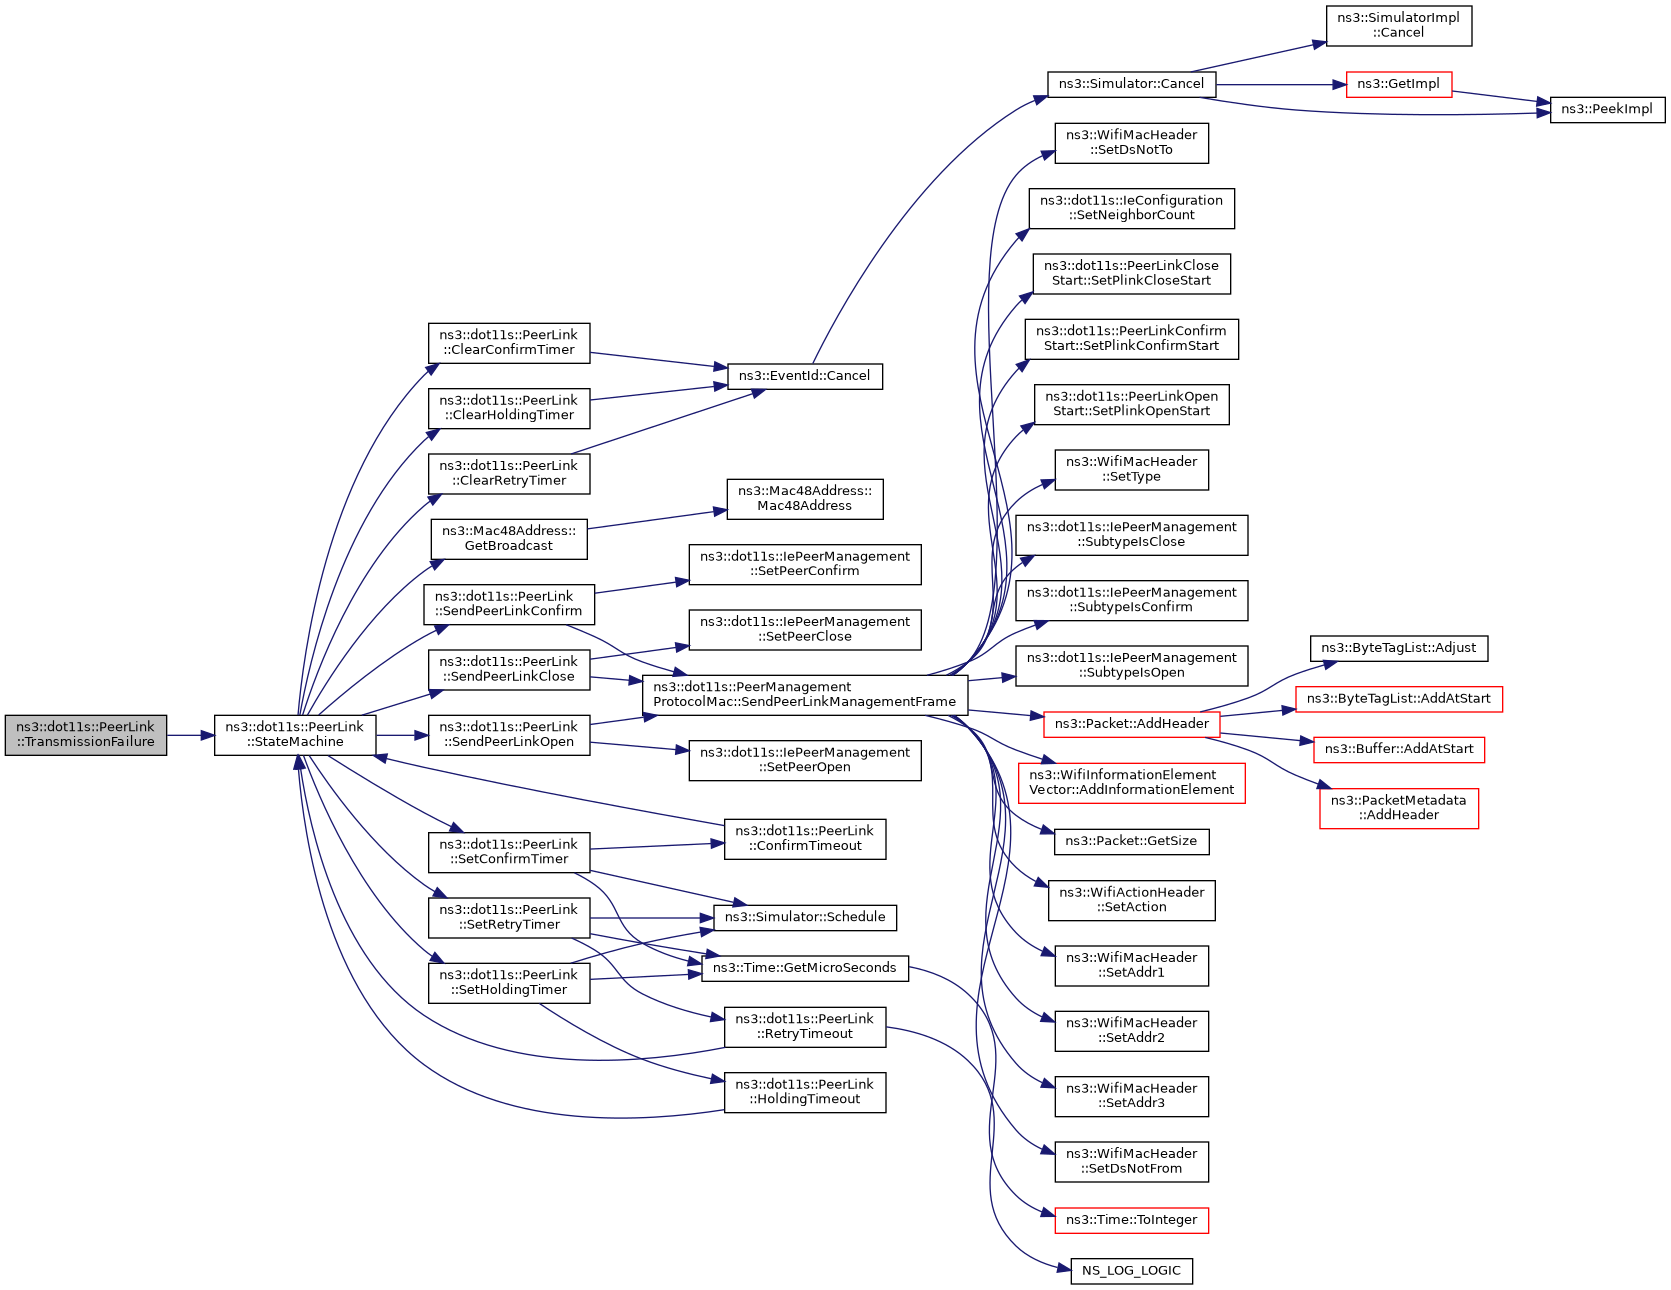 ns3::SimulatorImpl
::Cancel
ns3::Simulator::Cancel
ns3::GetImpl
ns3::PeekImpl
ns3::WifiMacHeader
::SetDsNotTo
ns3::dot11s::IeConfiguration
::SetNeighborCount
ns3::dot11s::PeerLinkClose
Start::SetPlinkCloseStart
ns3::dot11s::PeerLinkConfirm
Start::SetPlinkConfirmStart
ns3::dot11s::PeerLink
::ClearConfirmTimer
ns3::EventId::Cancel
ns3::dot11s::PeerLink
::ClearHoldingTimer
ns3::dot11s::PeerLinkOpen
Start::SetPlinkOpenStart
ns3::dot11s::PeerLink
::ClearRetryTimer
ns3::WifiMacHeader
::SetType
ns3::Mac48Address::
Mac48Address
ns3::Mac48Address::
GetBroadcast
ns3::dot11s::IePeerManagement
::SubtypeIsClose
ns3::dot11s::IePeerManagement
::SetPeerConfirm
ns3::dot11s::PeerLink
::SendPeerLinkConfirm
ns3::dot11s::IePeerManagement
::SubtypeIsConfirm
ns3::dot11s::IePeerManagement
::SetPeerClose
ns3::dot11s::PeerLink
::SendPeerLinkClose
ns3::dot11s::PeerManagement
ProtocolMac::SendPeerLinkManagementFrame
ns3::dot11s::IePeerManagement
::SubtypeIsOpen
ns3::ByteTagList::Adjust
ns3::ByteTagList::AddAtStart
ns3::dot11s::PeerLink
::TransmissionFailure
ns3::dot11s::PeerLink
::StateMachine
ns3::dot11s::PeerLink
::SendPeerLinkOpen
ns3::Packet::AddHeader
ns3::Buffer::AddAtStart
ns3::dot11s::IePeerManagement
::SetPeerOpen
ns3::WifiInformationElement
Vector::AddInformationElement
ns3::PacketMetadata
::AddHeader
ns3::dot11s::PeerLink
::ConfirmTimeout
ns3::Packet::GetSize
ns3::dot11s::PeerLink
::SetConfirmTimer
ns3::WifiActionHeader
::SetAction
ns3::dot11s::PeerLink
::SetRetryTimer
ns3::Simulator::Schedule
ns3::WifiMacHeader
::SetAddr1
ns3::Time::GetMicroSeconds
ns3::dot11s::PeerLink
::SetHoldingTimer
ns3::dot11s::PeerLink
::RetryTimeout
ns3::WifiMacHeader
::SetAddr2
ns3::dot11s::PeerLink
::HoldingTimeout
ns3::WifiMacHeader
::SetAddr3
ns3::WifiMacHeader
::SetDsNotFrom
ns3::Time::ToInteger
NS_LOG_LOGIC